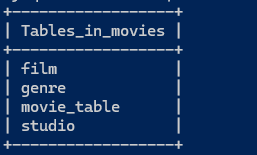 +------------------+
| Tables_in_movies |
+------------------+
| film             |
| genre            |
| movie_table      |
| studio           |
+------------------+